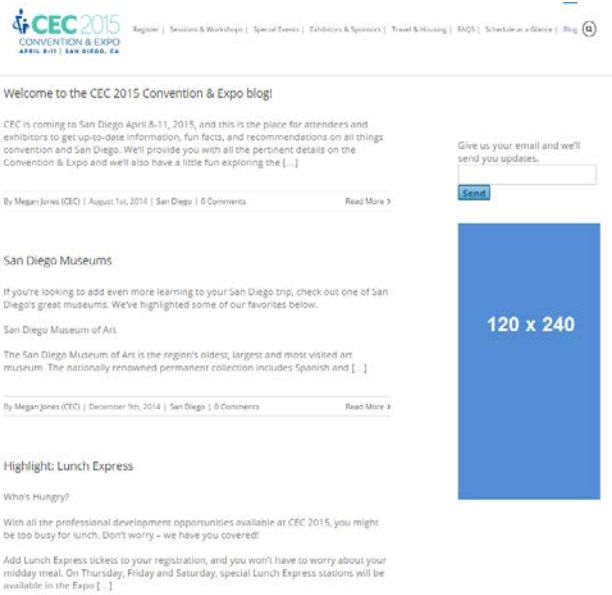 CEC 2015
CONVENTION & EXPO
APRIL 8-11 | SAN DIEGO, CA
Register | Sessions & Workshops | Special Events | Exhibitors & Sponsors | Travel & Housing | FAQS | Schedule at a Glance | Blog
Welcome to the CEC 2015 Convention & Expo blog!
CEC is coming to San Diego April 8-11, 2015, and this is the place for attendees and
exhibitors to get up-to-date information, fun facts, and recommendations on all things
convention and San Diego. We'll provide you with all the pertinent details on the
Convention & Expo and we'll also have a little fun exploring the [...]
By Megan Jones (CEC) | August 1st, 2014 | San Diego | 0 Comments
Read More >
Give us your email and we'll
send you updates.
Send
120 x 240
San Diego Museums
If you're looking to add even more learning to your San Diego trip, check out one of San
Diego's great museums. We've highlighted some of our favorites below.
San Diego Museum of Art
The San Diego Museum of Art is the region's oldest, largest and most visited art
museum. The nationally renowned permanent collection includes Spanish and [...]
By Megan Jones (CEC) | December 9th, 2014 | San Diego | 0 Comments
Read More >
Highlight: Lunch Express
Who's Hungry?
With all the professional development opportunities available at CEC 2015, you might
be too busy for lunch. Don't worry – we have you covered!
Add Lunch Express tickets to your registration, and you won't have to worry about your
midday meal. On Thursday, Friday and Saturday, special Lunch Express stations will be
available in the Expo [...]